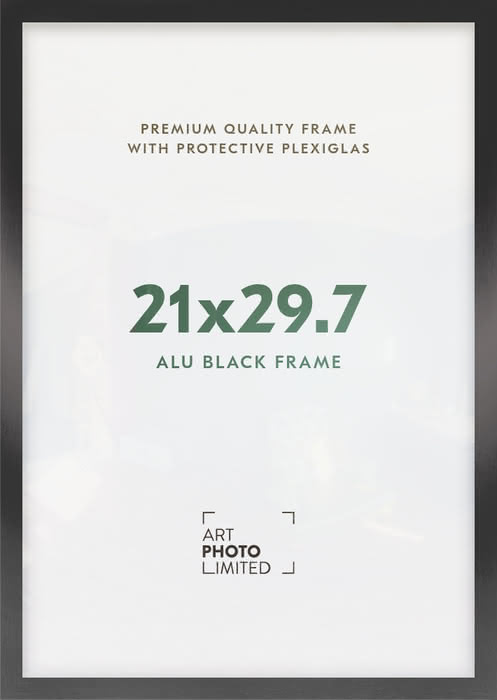 PREMIUM QUALITY FRAME
WITH PROTECTIVE PLEXIGLAS
21x29.7
ALU BLACK FRAME
ART
PHOTO
LIMITED